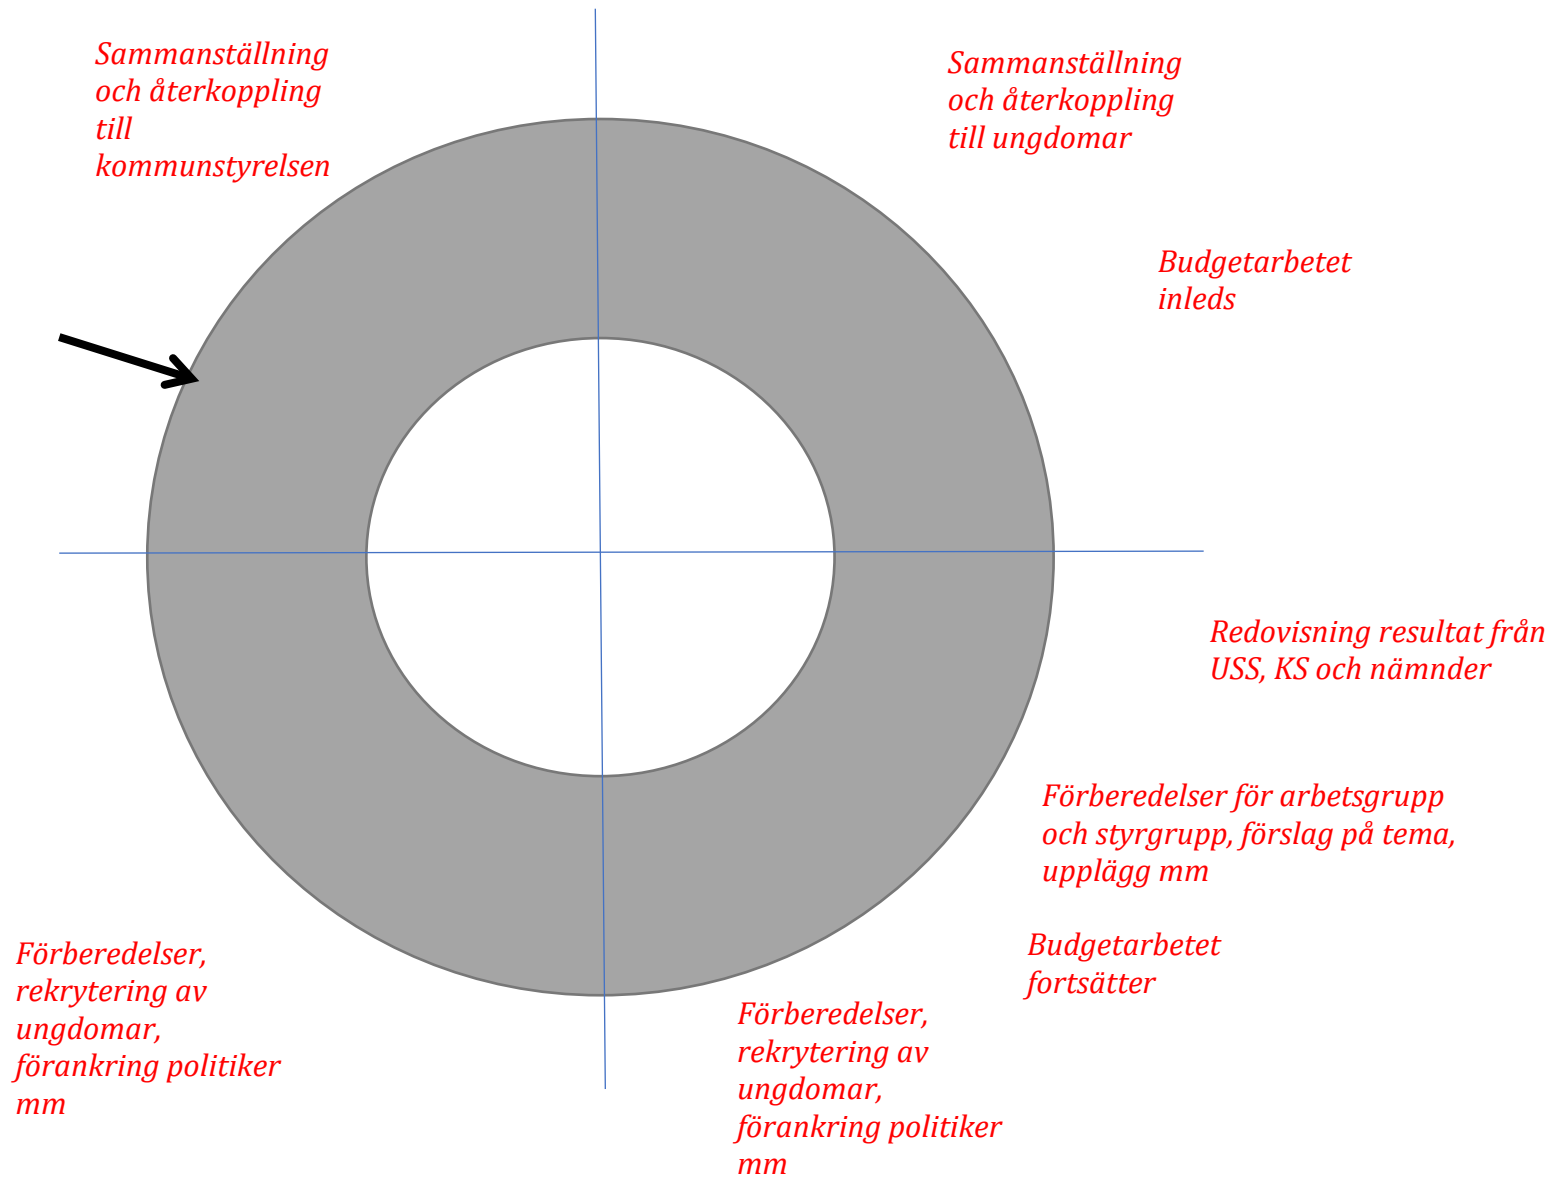 Sammanställning
och återkoppling
till
kommunstyrelsen
Sammanställning
och återkoppling
till ungdomar
Budgetarbetet
inleds
Redovisning resultat från
USS, KS och nämnder
Förberedelser för arbetsgrupp
och styrgrupp, förslag på tema,
upplägg mm
Budgetarbetet
fortsätter
Förberedelser,
rekrytering av
ungdomar,
förankring politiker
mm
Förberedelser,
rekrytering av
ungdomar,
förankring politiker
mm